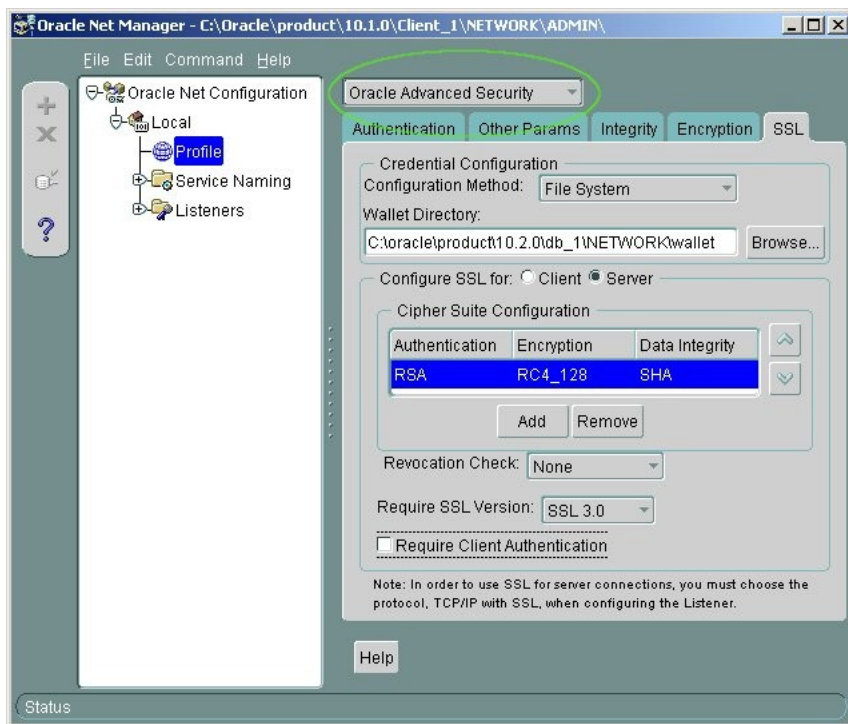 Oracle Net Manager - C:\Oracle\product\10.1.0\Client_1\NETWORK\ADMIN\
File Edit Command Help
Oracle Net Configuration
Local
Profile
Service Naming
Listeners
Oracle Advanced Security
Authentication Other Params Integrity Encryption SSL
Credential Configuration
Configuration Method: File System
Wallet Directory:
C:\oracle\product\10.2.0\db_1\NETWORK\wallet Browse...
Configure SSL for: Client Server
Cipher Suite Configuration
Authentication Encryption Data Integrity
RSA RC4_128 SHA
Add Remove
Revocation Check: None
Require SSL Version: SSL 3.0
Require Client Authentication
Note: In order to use SSL for server connections, you must choose the
protocol, TCP/IP with SSL, when configuring the Listener.
Help
Status